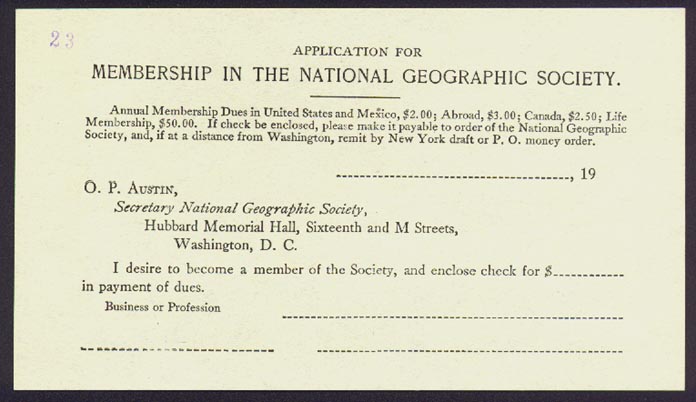 23
APPLICATION FOR
MEMBERSHIP IN THE NATIONAL GEOGRAPHIC SOCIETY.
Annual Membership Dues in United States and Mexico, $2.00; Abroad, $3.00; Canada, $2.50; Life
Membership, $50.00. If check be enclosed, please make it payable to order of the National Geographic
Society, and, if at a distance from Washington, remit by New York draft or P. O. money order.
, 19
O. P. AUSTIN,
Secretary National Geographic Society,
Hubbard Memorial Hall, Sixteenth and M Streets,
Washington, D. C.
I desire to become a member of the Society, and enclose check for $
in payment of dues.
Business or Profession